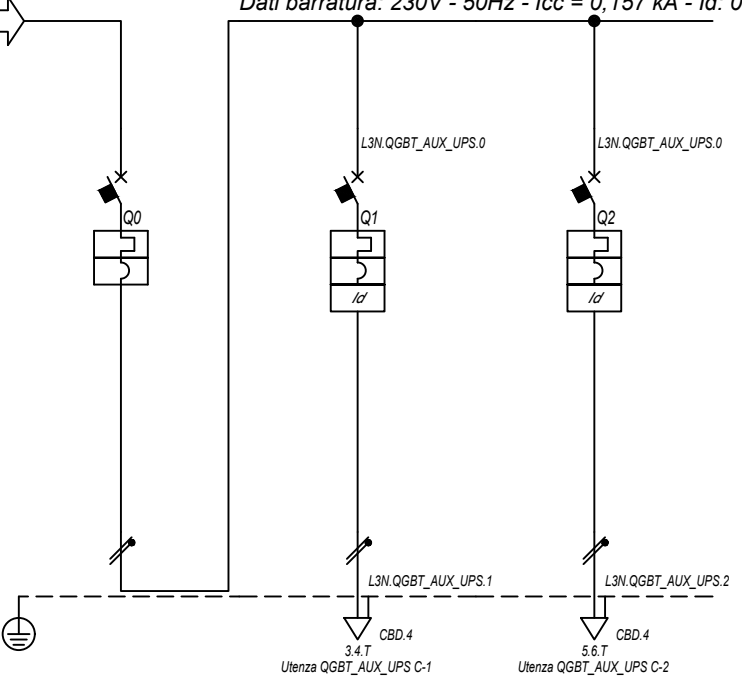 Dati barratura: 230V - 50Hz - Icc = 0,157 kA - Id: 0
L3N.QGBT_AUX_UPS.0
L3N.QGBT_AUX_UPS.0
Q0
Q1
Q2
Id
Id
L3N.QGBT_AUX_UPS.1
L3N.QGBT_AUX_UPS.2
CBD.4
CBD.4
3.4.T
5.6.T
Utenza QGBT_AUX_UPS C-1
Utenza QGBT_AUX_UPS C-2